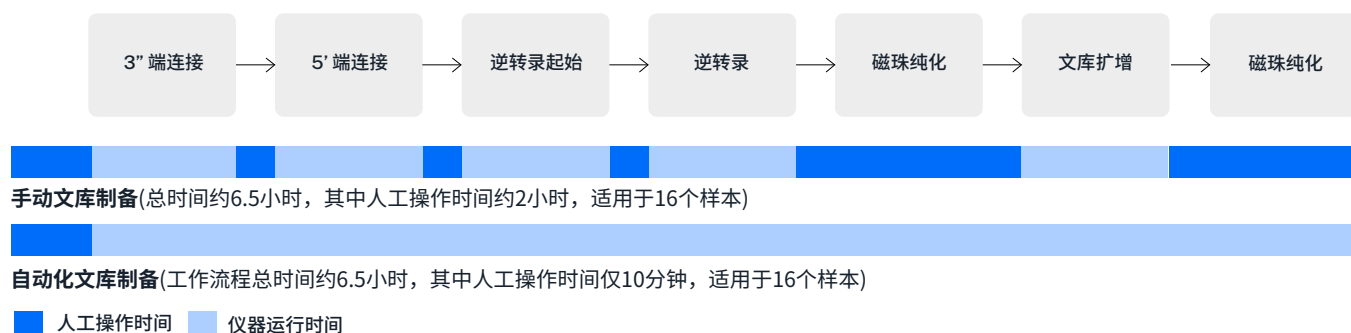 3” 端连接
5’ 端连接
逆转录起始
逆转录
磁珠纯化
文库扩增
磁珠纯化
手动文库制备(总时间约6.5小时，其中人工操作时间约2小时，适用于16个样本)
自动化文库制备(工作流程总时间约6.5小时，其中人工操作时间仅10分钟，适用于16个样本)
人工操作时间 仪器运行时间